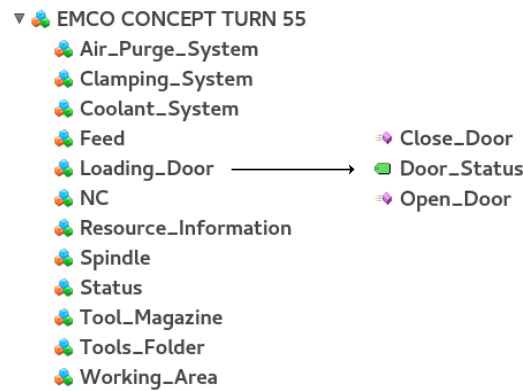 EMCO CONCEPT TURN 55
Air_Purge_System
Clamping_System
Coolant_System
Feed Close_Door
Loading_Door Door_Status
NC Open_Door
Resource_Information
Spindle
Status
Tool_Magazine
Tools_Folder
Working_Area